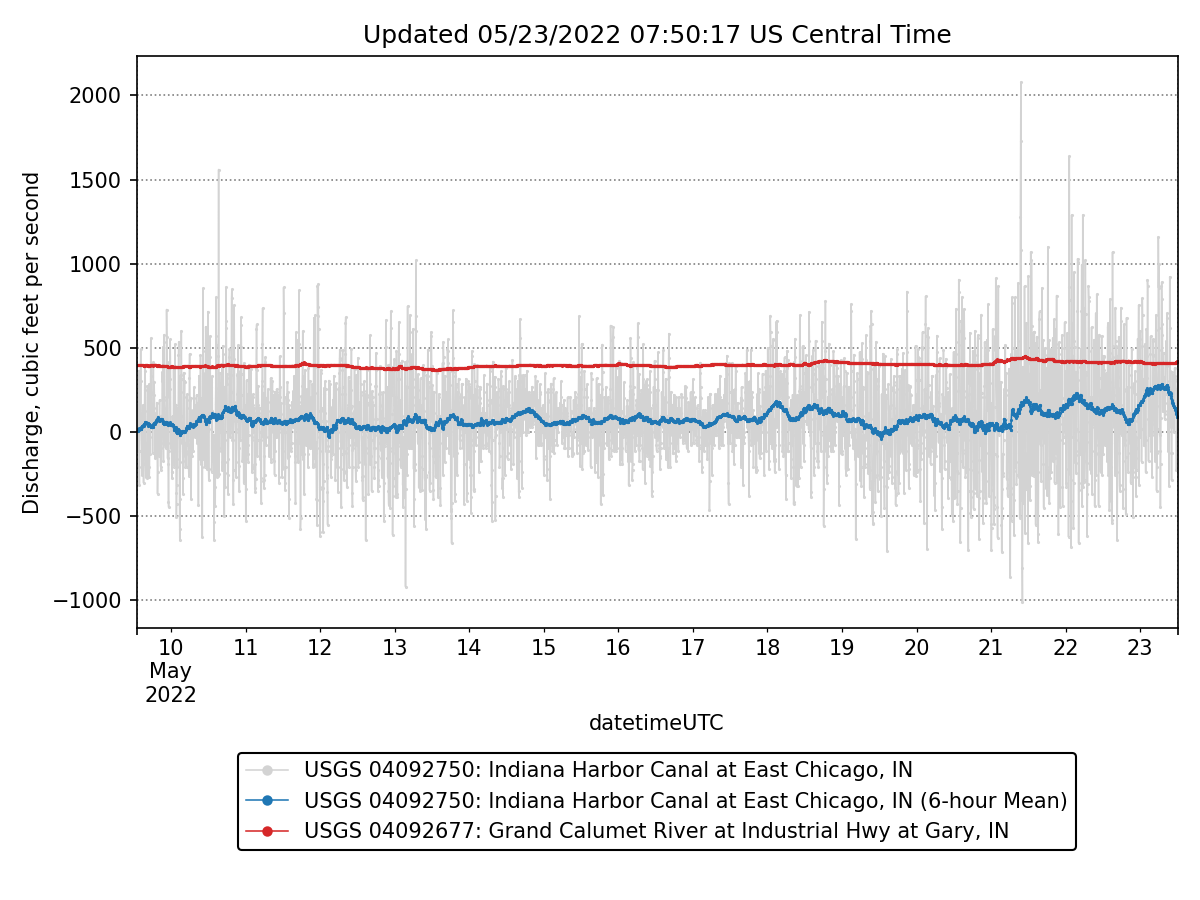 Updated 05/23/2022 07:50:17 US Central Time
Discharge, cubic feet per second
2000
1500
1000
500
0
−500
−1000
10 11 12 13 14 15 16 17 18 19 20 21 22 23
May
2022
datetimeUTC
USGS 04092750: Indiana Harbor Canal at East Chicago, IN
USGS 04092750: Indiana Harbor Canal at East Chicago, IN (6-hour Mean)
USGS 04092677: Grand Calumet River at Industrial Hwy at Gary, IN